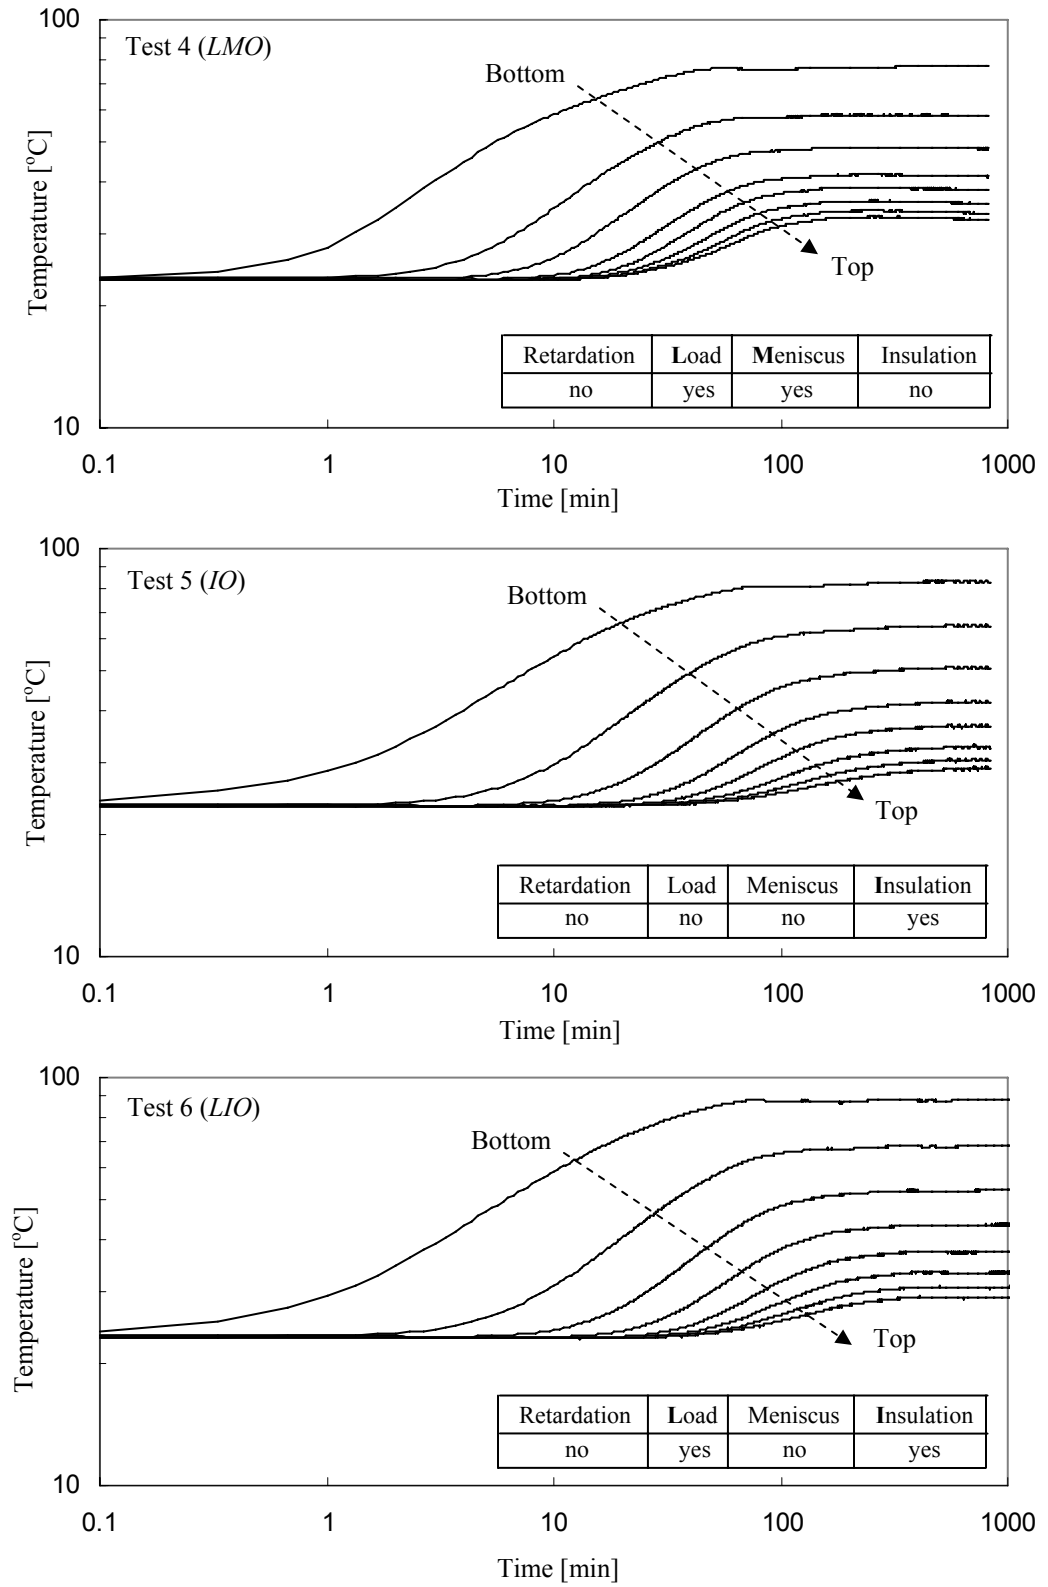 100
Test 4 (LMO)
Bottom
Temperature [°C]
Top
Retardation Load Meniscus Insulation
no yes yes no
10
0.1 1 10 100 1000
Time [min]
100
Test 5 (IO)
Bottom
Temperature [°C]
Top
Retardation Load Meniscus Insulation
no no no yes
10
0.1 1 10 100 1000
Time [min]
100
Test 6 (LIO)
Bottom
Temperature [°C]
Top
Retardation Load Meniscus Insulation
no yes no yes
10
0.1 1 10 100 1000
Time [min]